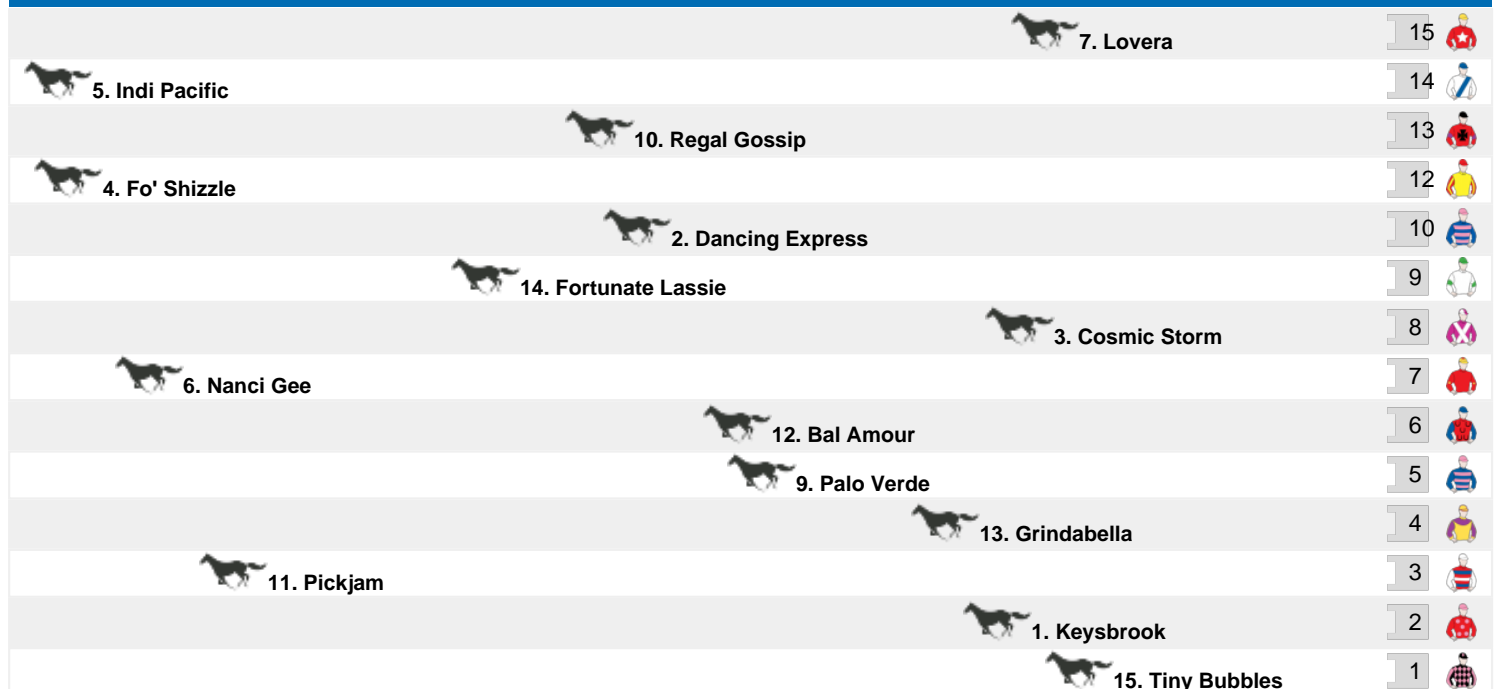 7. Lovera 15
5. Indi Pacific 14
10. Regal Gossip 13
4. Fo' Shizzle 12
2. Dancing Express 10
14. Fortunate Lassie 9
3. Cosmic Storm 8
6. Nanci Gee 7
12. Bal Amour 6
9. Palo Verde 5
13. Grindabella 4
11. Pickjam 3
1. Keysbrook 2
15. Tiny Bubbles 1